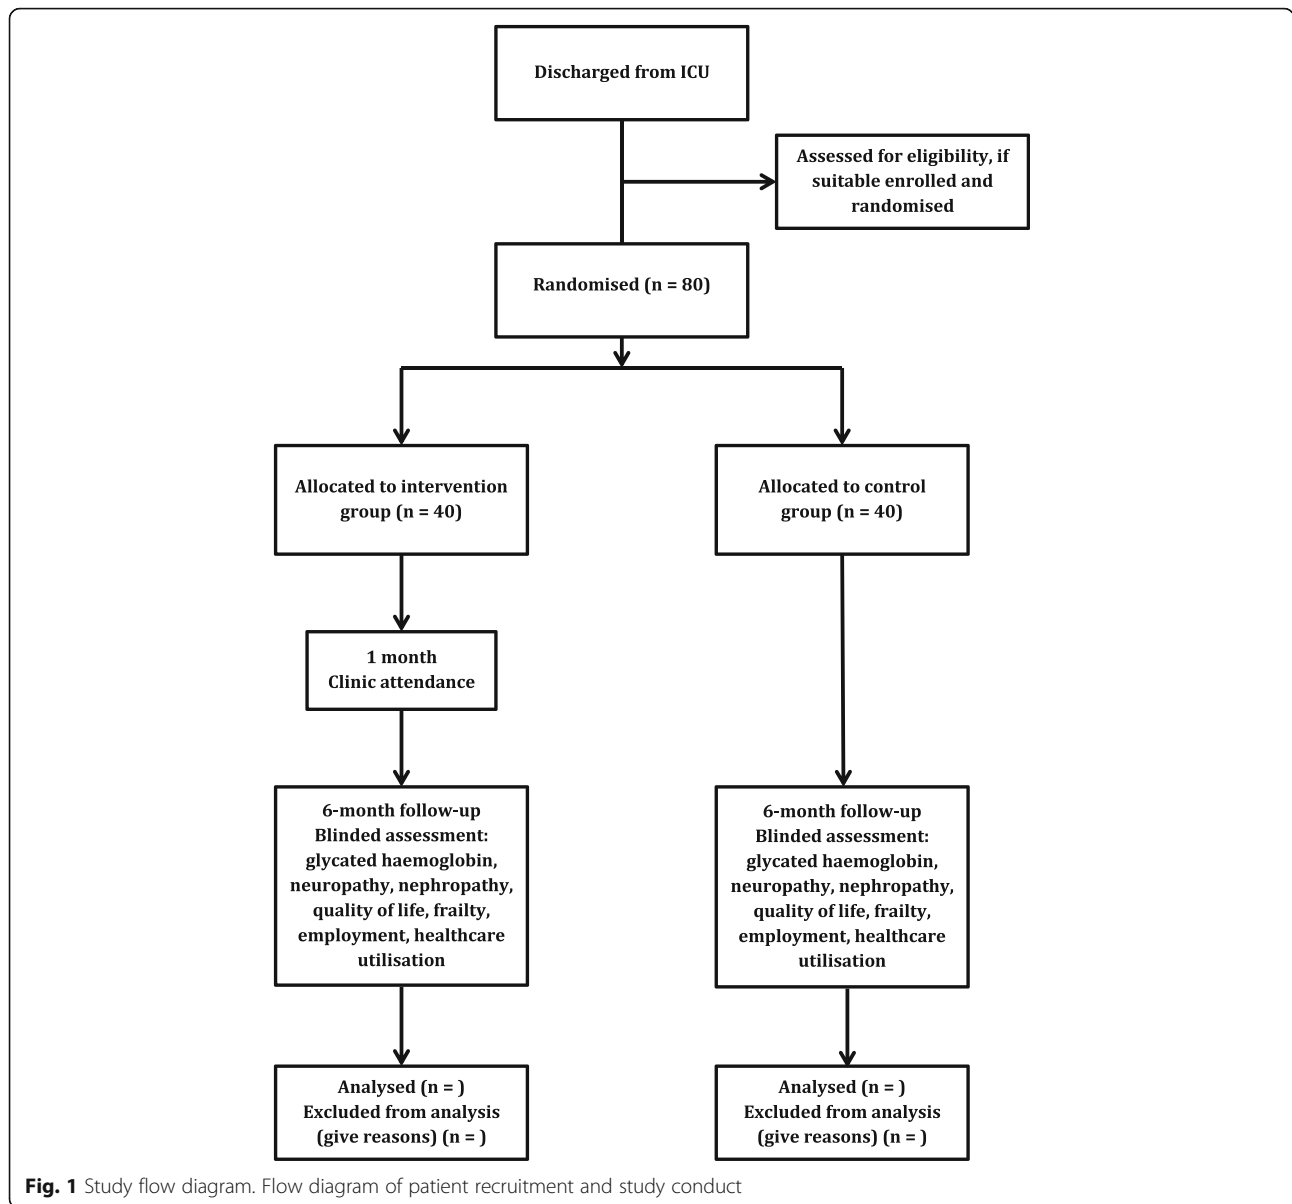 Discharged from ICU
Assessed for eligibility, if
suitable enrolled and
randomised
Randomised (n = 80)
Allocated to intervention
group (n = 40)
Allocated to control
group (n = 40)
1 month
Clinic attendance
6-month follow-up
Blinded assessment:
glycated haemoglobin,
neuropathy, nephropathy,
quality of life, frailty,
employment, healthcare
utilisation
6-month follow-up
Blinded assessment:
glycated haemoglobin,
neuropathy, nephropathy,
quality of life, frailty,
employment, healthcare
utilisation
Analysed (n = )
Excluded from analysis
(give reasons) (n = )
Analysed (n = )
Excluded from analysis
(give reasons) (n = )
Fig. 1 Study flow diagram. Flow diagram of patient recruitment and study conduct